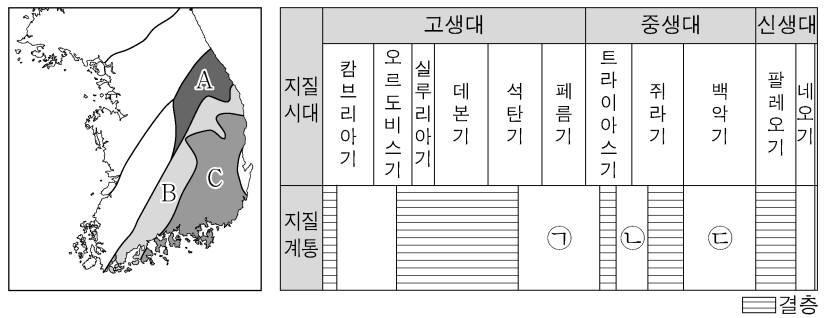 A
B
C
고생대 중생대 신생대
지질
시대
캄브리아기 오르도비스기 실루리아기 데본기 석탄기 페름기 트라이아스기 쥐라기 백악기 팔레오기 네오기
지질
계통
㉠ ㉡ ㉢
결층